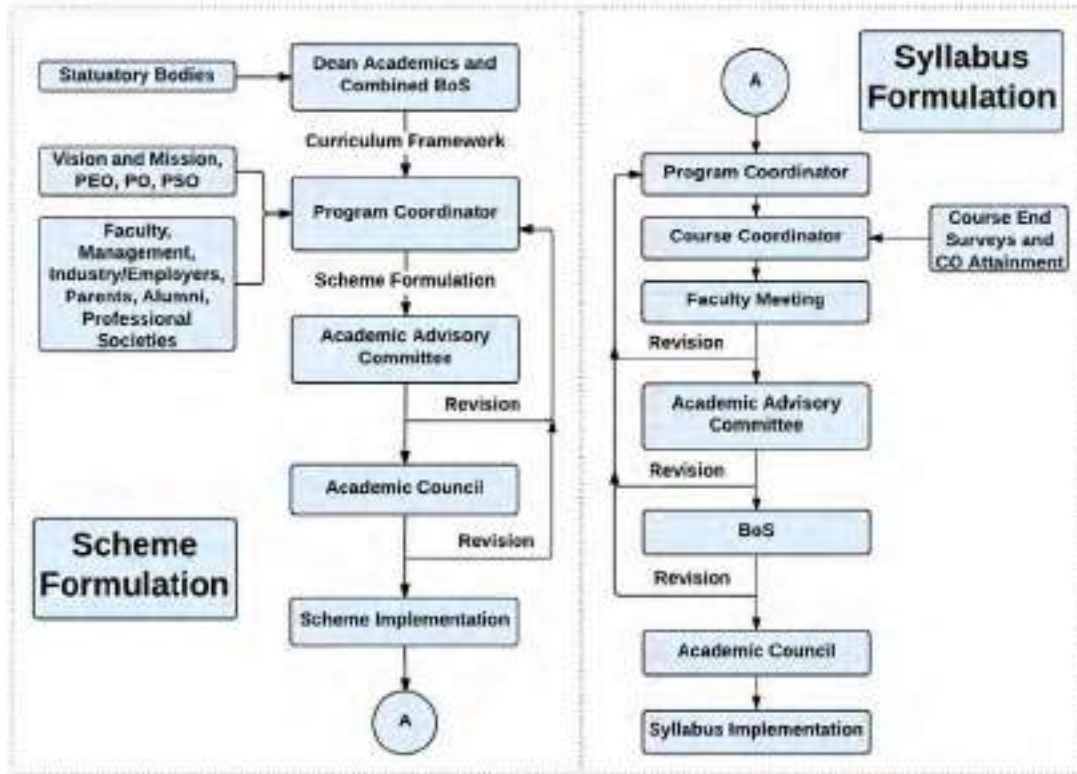 Statuatory Bodies
Dean Academics and
Combined BoS
Curriculum Framework
Vision and Mission,
PEO, PO, PSO
Program Coordinator
Faculty,
Management,
Industry/Employers,
Parents, Alumni,
Professional
Societies
Scheme Formulation
Academic Advisory
Committee
Revision
Academic Council
Revision
Scheme
Formulation
Scheme Implementation
A
A
Syllabus
Formulation
Program Coordinator
Course Coordinator
Course End
Surveys and
CO Attainment
Faculty Meeting
Revision
Academic Advisory
Committee
Revision
BoS
Revision
Academic Council
Syllabus Implementation